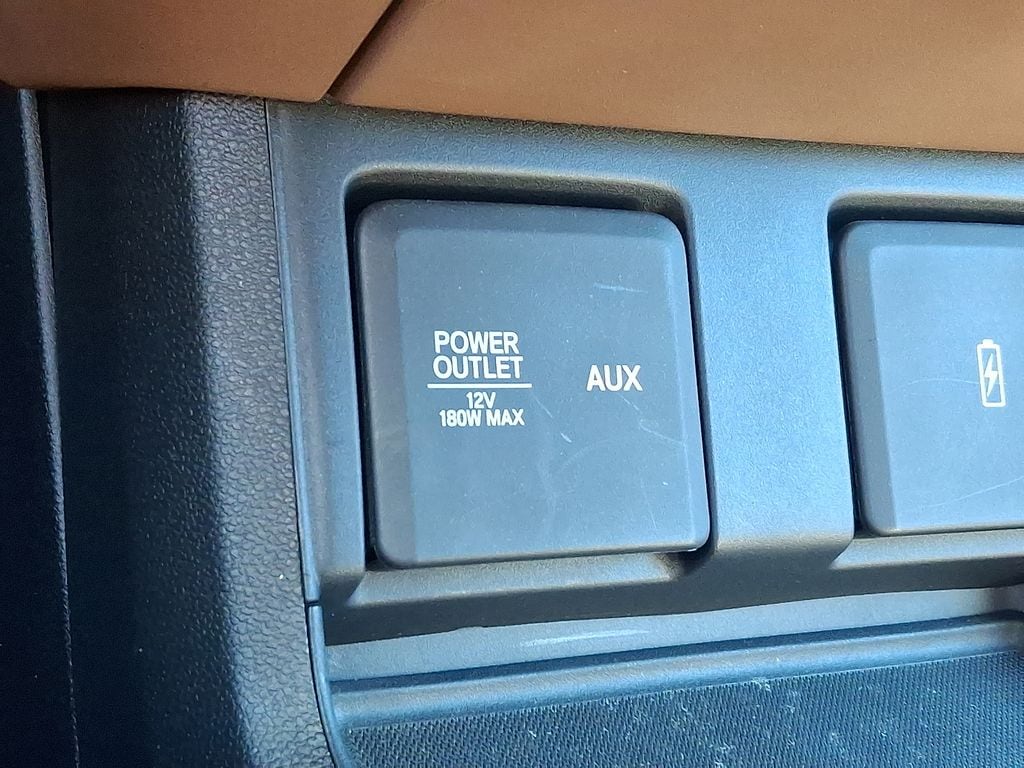 POWER
OUTLET
12V
180W MAX
AUX